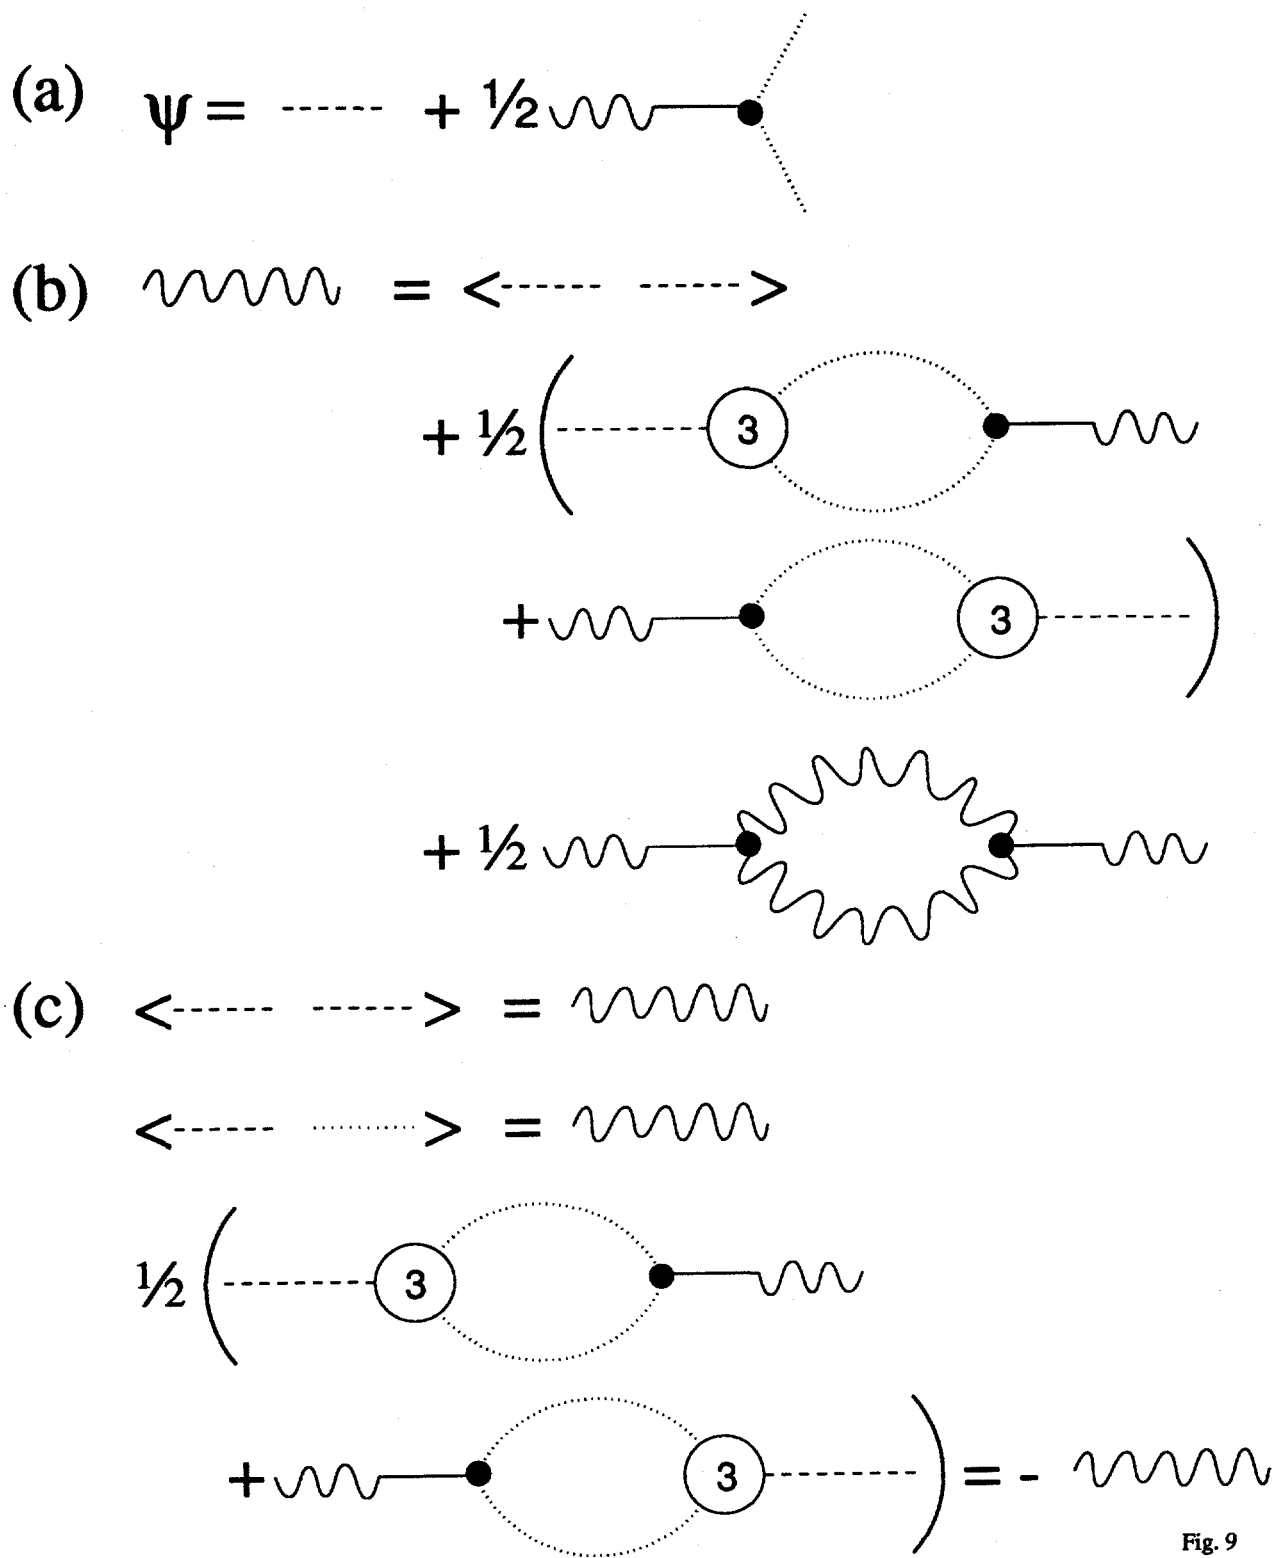 (a) ψ = + ½
(b) = < >
+ ½ ( 3
+ 3 )
+ ½
(c) < > =
< > =
½ ( 3
+ 3 ) = -
Fig. 9